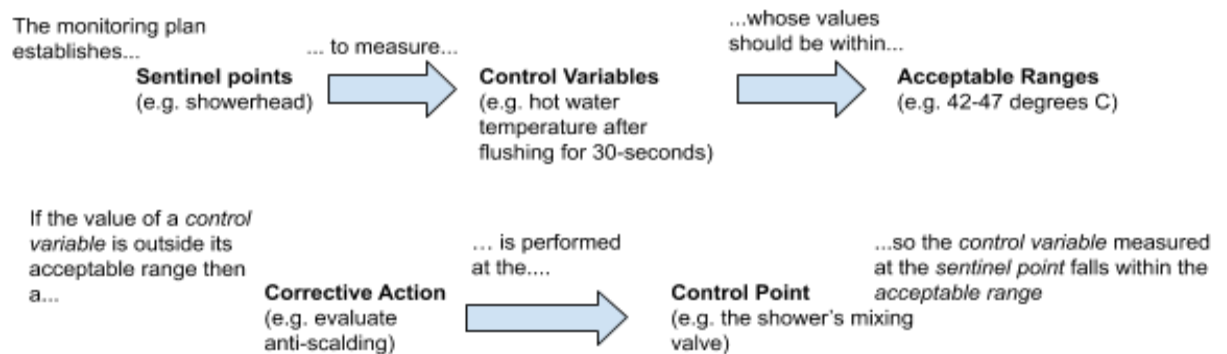 The monitoring plan
establishes...
... to measure...
...whose values
should be within...
Sentinel points
(e.g. showerhead)
Control Variables
(e.g. hot water
temperature after
flushing for 30-seconds)
Acceptable Ranges
(e.g. 42-47 degrees C)
If the value of a control
variable is outside its
acceptable range then
a...
… is performed
at the....
...so the control variable measured
at the sentinel point falls within the
acceptable range
Corrective Action
(e.g. evaluate
anti-scalding)
Control Point
(e.g. the shower's mixing
valve)